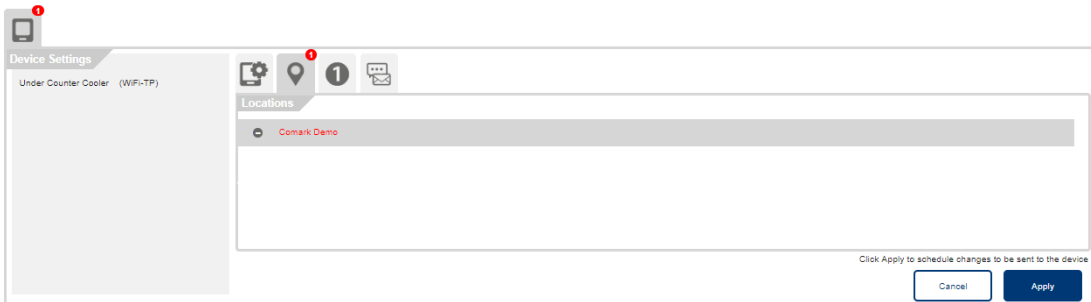 1
Device Settings
Under Counter Cooler (WiFi-TP)
1
1
Locations
Comark Demo
Click Apply to schedule changes to be sent to the device
Cancel
Apply